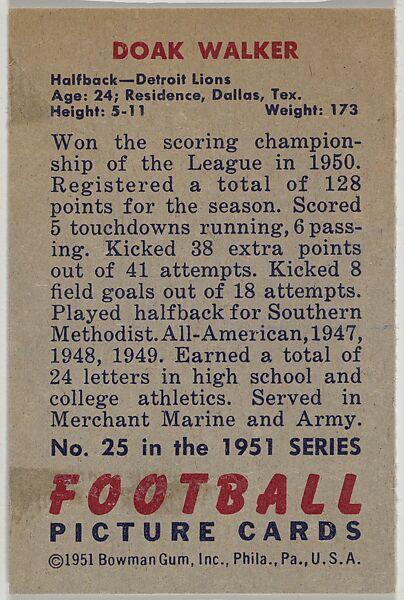 DOAK WALKER
Halfback—Detroit Lions
Age: 24; Residence, Dallas, Tex.
Height: 5-11 Weight: 173
Won the scoring champion-
ship of the League in 1950.
Registered a total of 128
points for the season. Scored
5 touchdowns running, 6 pass-
ing. Kicked 38 extra points
out of 41 attempts. Kicked 8
field goals out of 18 attempts.
Played halfback for Southern
Methodist. All-American, 1947,
1948, 1949. Earned a total of
24 letters in high school and
college athletics. Served in
Merchant Marine and Army.
No. 25 in the 1951 SERIES
FOOTBALL
PICTURE CARDS
©1951 Bowman Gum, Inc., Phila., Pa., U.S.A.